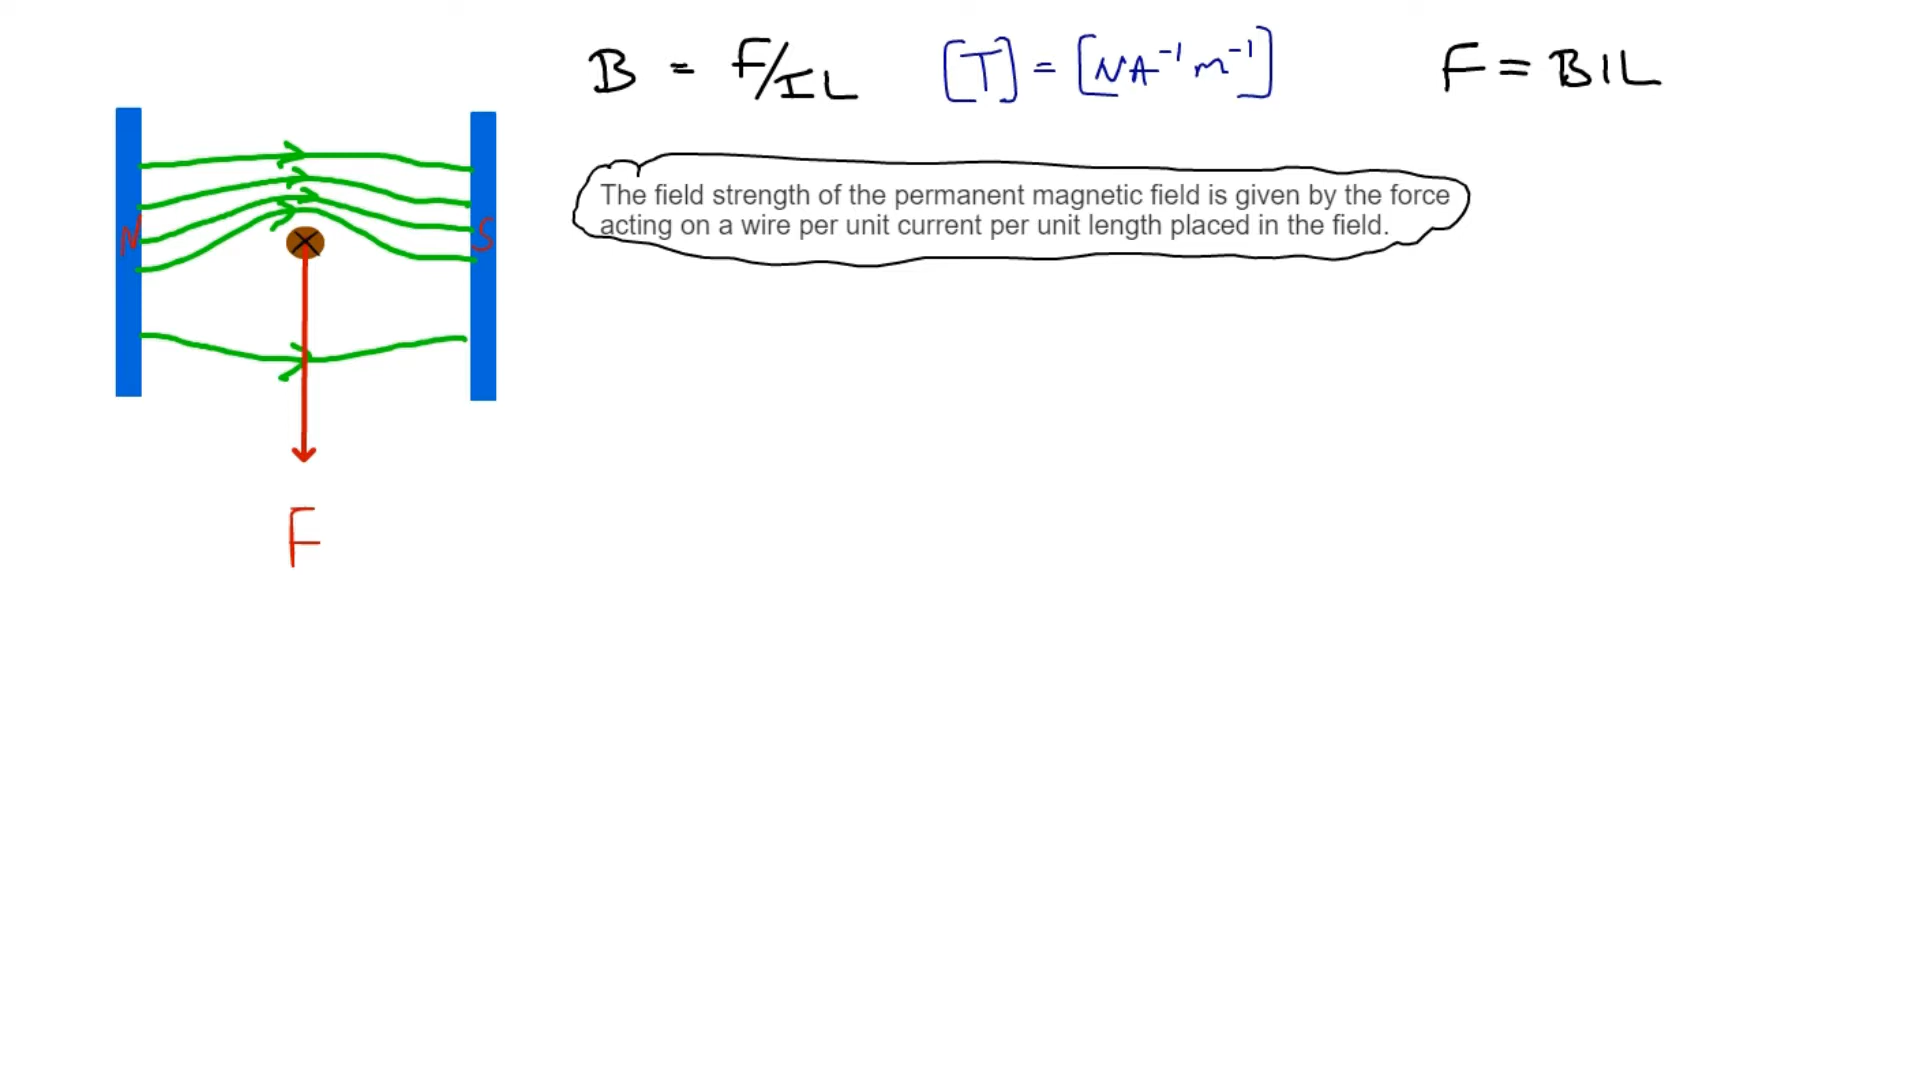 B = F/IL [T] = [NA⁻¹m⁻¹] F = BIL
The field strength of the permanent magnetic field is given by the force
acting on a wire per unit current per unit length placed in the field.
N S
F